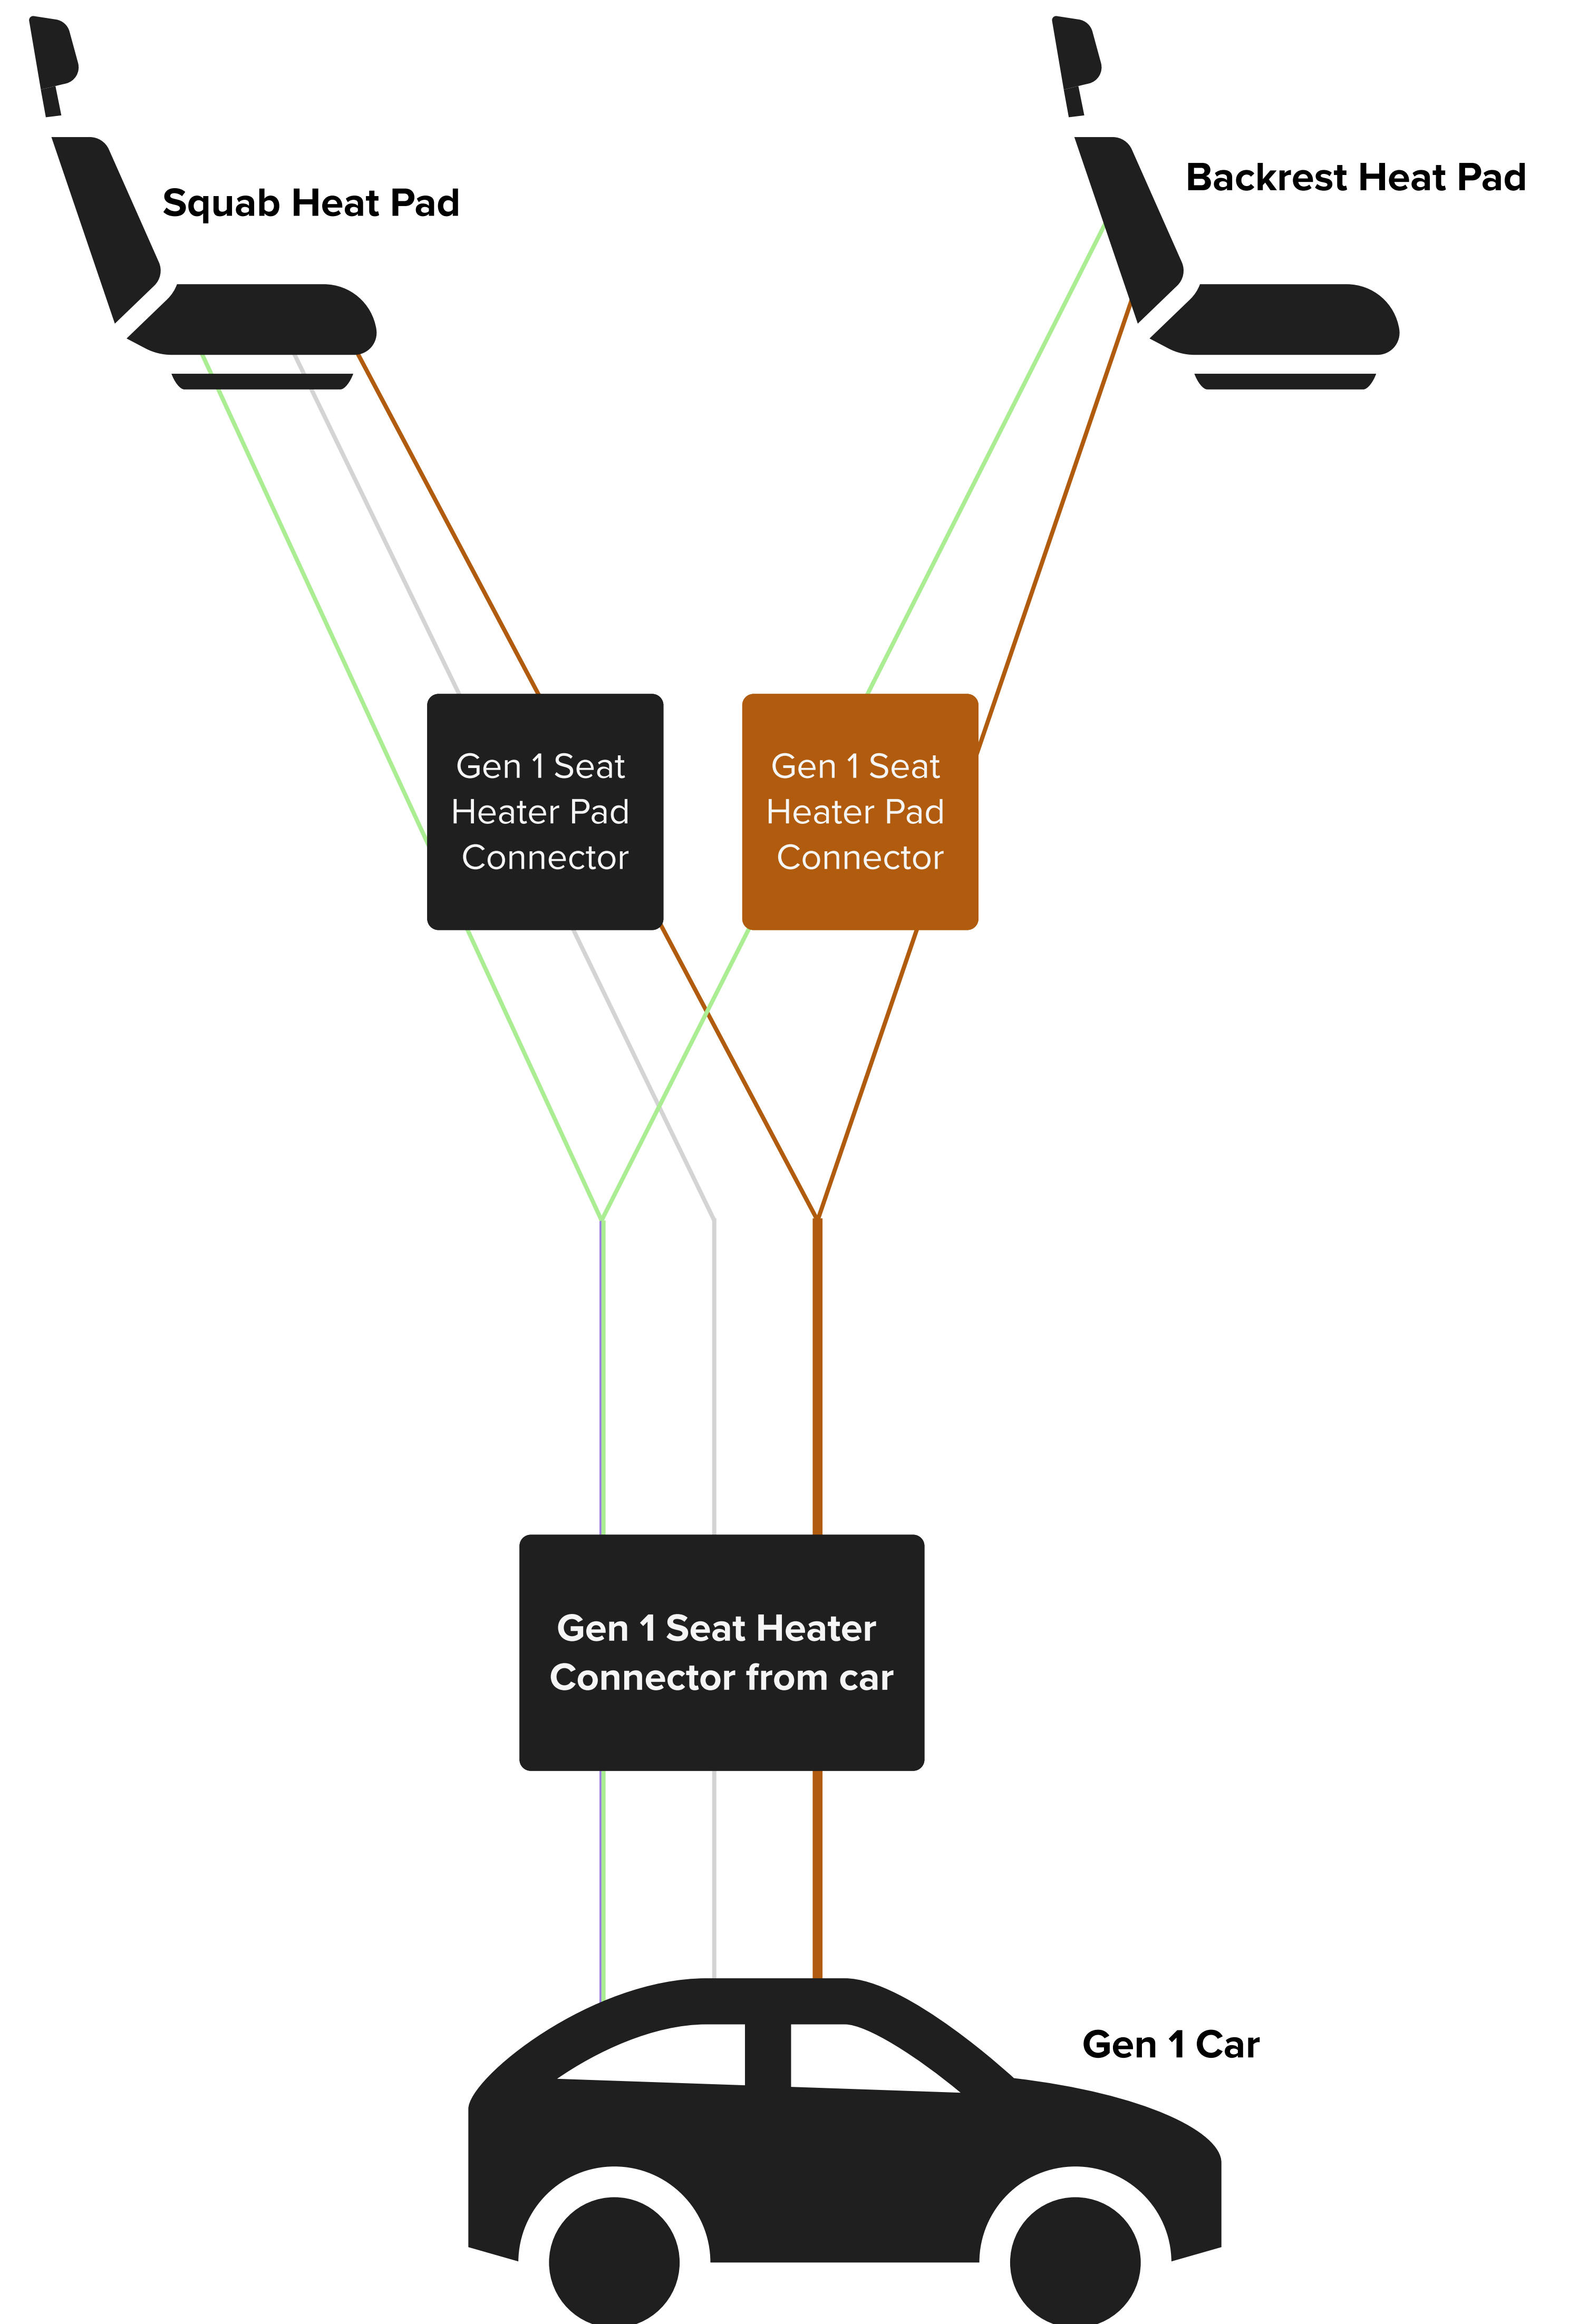 Backrest Heat Pad
Squab Heat Pad
Gen 1 Seat
Heater Pad
Connector
Gen 1 Seat
Heater Pad
Connector
Gen 1 Seat Heater
Connector from car
Gen 1 Car